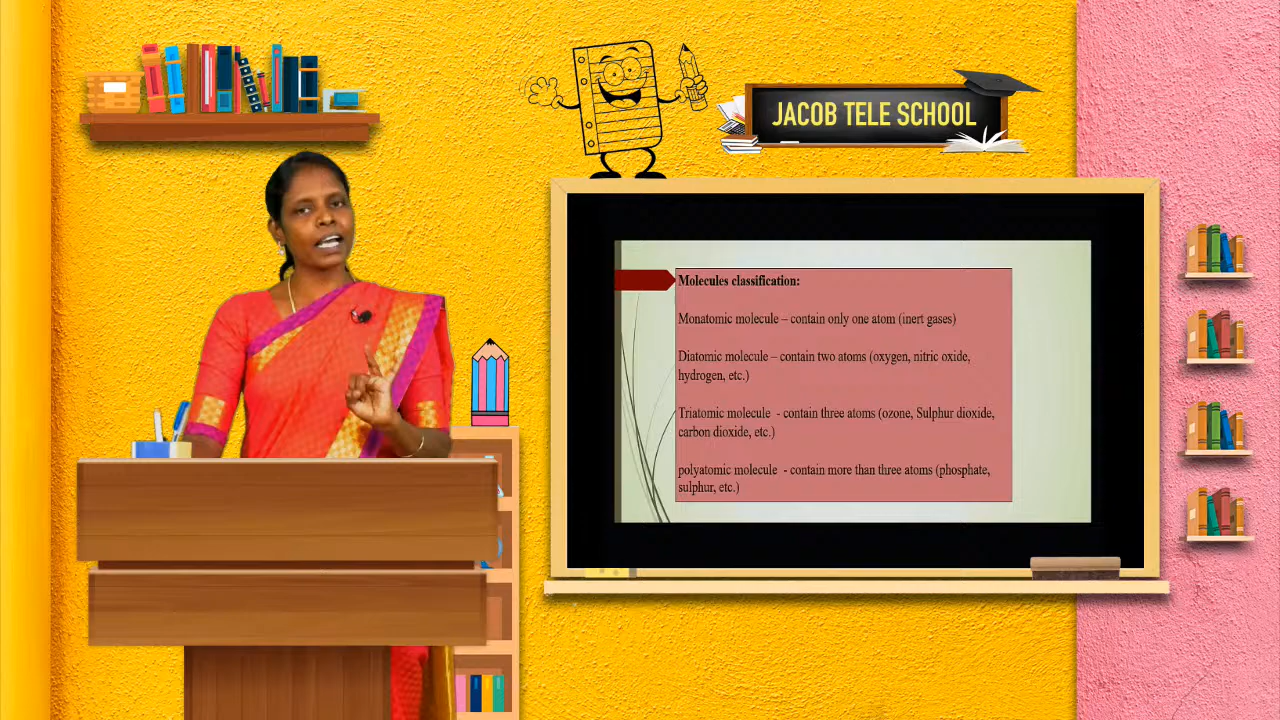 JACOB TELE SCHOOL
Molecules classification:
Monatomic molecule – contain only one atom (inert gases)
Diatomic molecule – contain two atoms (oxygen, nitric oxide,
hydrogen, etc.)
Triatomic molecule - contain three atoms (ozone, Sulphur dioxide,
carbon dioxide, etc.)
polyatomic molecule - contain more than three atoms (phosphate,
sulphur, etc.)